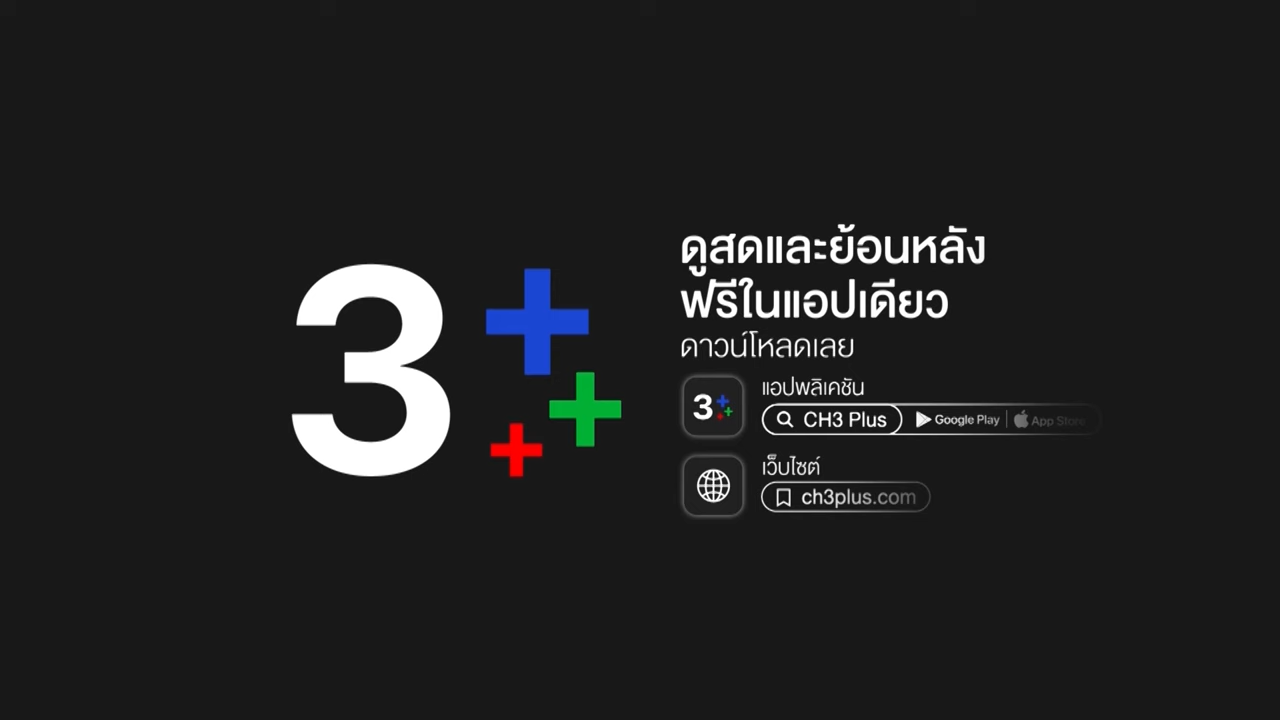 3
ดูสดและย้อนหลัง
ฟรีในแอปเดียว
ดาวน์โหลดเลย
3
แอปพลิเคชัน
CH3 Plus Google Play App Store
เว็บไซต์
ch3plus.com